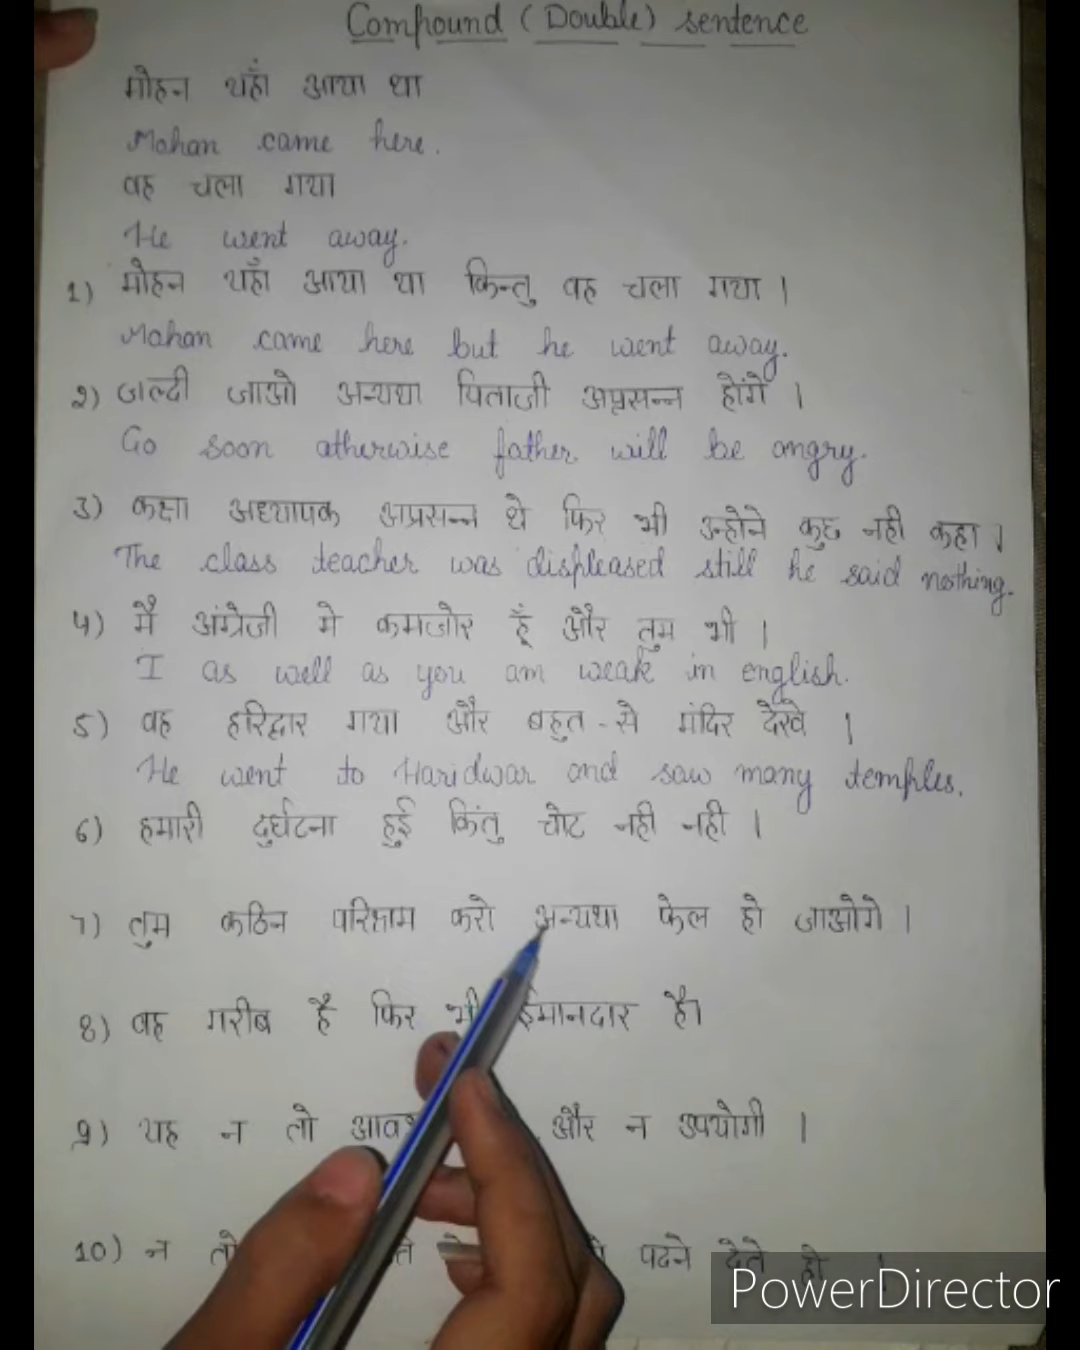 Compound (Double) sentence
मोहन यहाँ आया था
Mohan came here.
वह चला गया
He went away.
1) मोहन यहाँ आया था किन्तु वह चला गया ।
Mohan came here but he went away.
2) जल्दी जाओ अन्यथा पिताजी अप्रसन्न होंगे ।
Go soon otherwise father will be angry.
3) कक्षा अध्यापक अप्रसन्न थे फिर भी उन्होने कुछ नही कहा ।
The class teacher was displeased still he said nothing.
4) मै अंग्रेजी मे कमजोर हूँ और तुम भी ।
I as well as you am weak in english.
5) वह हरिद्वार गया और बहुत-से मंदिर देखे ।
He went to Haridwar and saw many temples.
6) हमारी दुर्घटना हुई किंतु चोट नही नही ।
7) तुम कठिन परिश्रम करो अन्यथा फेल हो जाओगे ।
8) वह गरीब है फिर भी ईमानदार है।
9) यह न तो और न उपयोगी ।
10) न तो पढने देते हो ।
PowerDirector